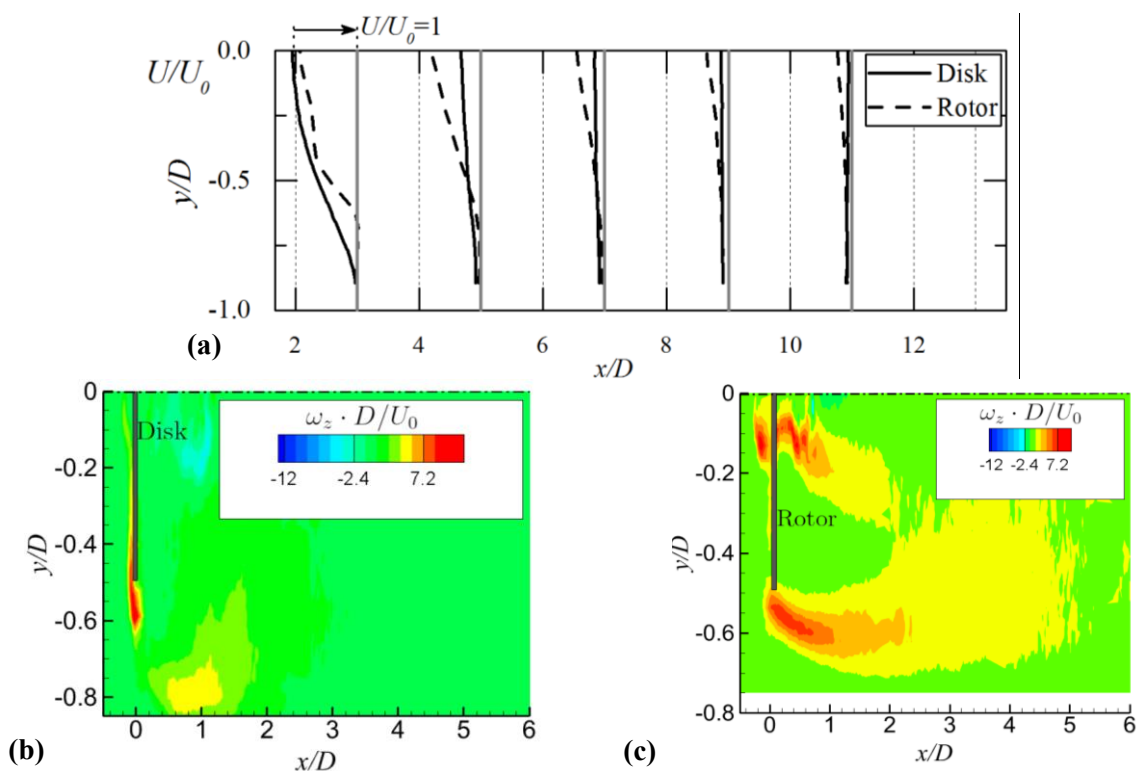 U/U₀=1
U/U₀
0.0
-0.5
-1.0
y/D
Disk
Rotor
2 4 6 8 10 12
x/D
(a)
0
-0.2
-0.4
-0.6
-0.8
y/D
Disk
ω_z · D/U₀
-12 -2.4 7.2
0 1 2 3 4 5 6
x/D
(b)
0
-0.2
-0.4
-0.6
-0.8
y/D
Rotor
ω_z · D/U₀
-12 -2.4 7.2
0 1 2 3 4 5 6
x/D
(c)